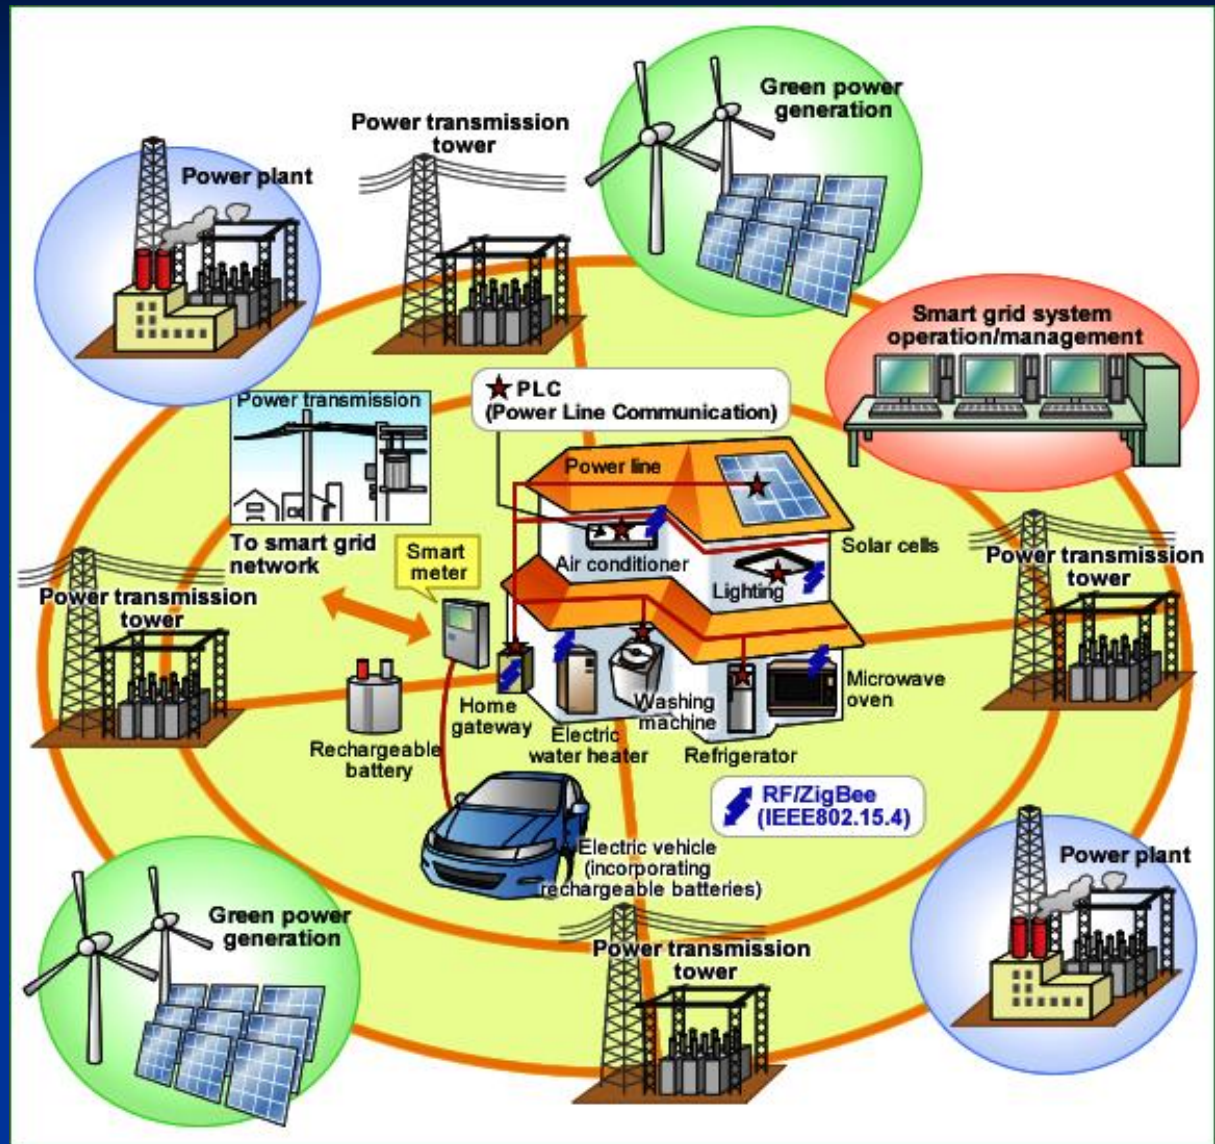 Green power
generation
Power transmission
tower
Power plant
Smart grid system
operation/management
PLC
(Power Line Communication)
Power transmission
Power line
To smart grid
network
Smart
meter
Air conditioner
Solar cells
Lighting
Power transmission
tower
Power transmission
tower
Microwave
oven
Home
gateway
Washing
machine
Electric
water heater
Refrigerator
Rechargeable
battery
RF/ZigBee
(IEEE802.15.4)
Electric vehicle
(incorporating
rechargeable batteries)
Power plant
Green power
generation
Power transmission
tower